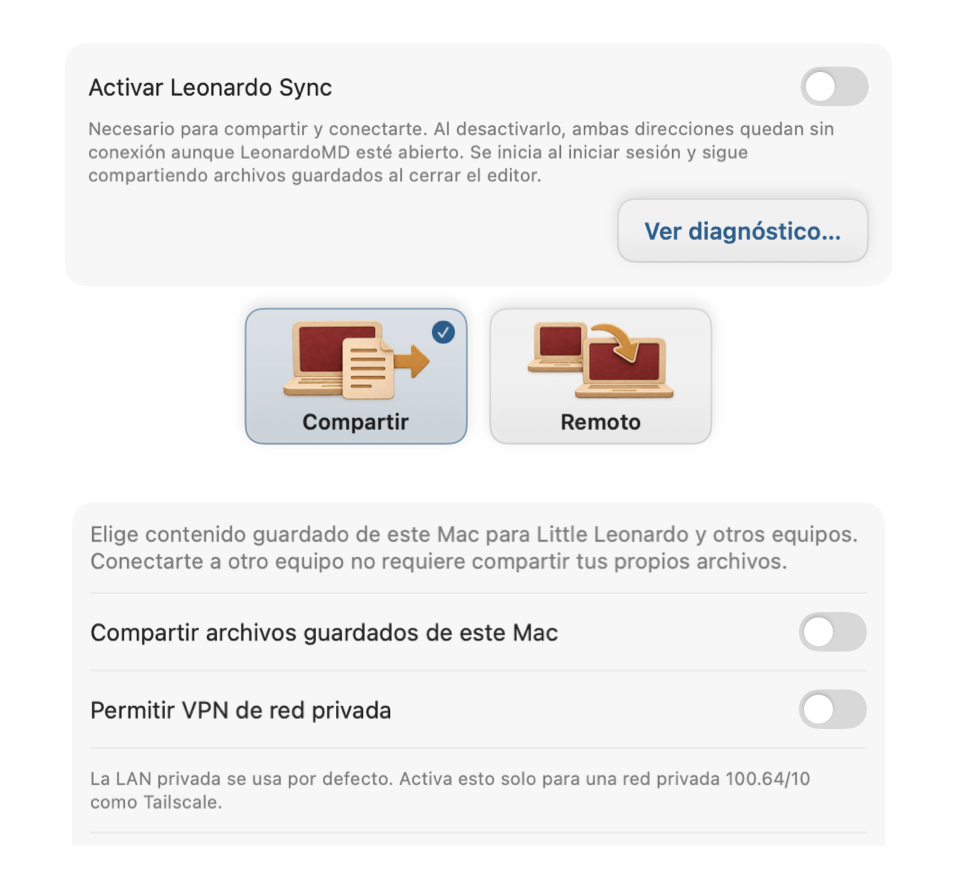 Activar Leonardo Sync
Necesario para compartir y conectarte. Al desactivarlo, ambas direcciones quedan sin
conexión aunque LeonardoMD esté abierto. Se inicia al iniciar sesión y sigue
compartiendo archivos guardados al cerrar el editor.
Ver diagnóstico...
Compartir
Remoto
Elige contenido guardado de este Mac para Little Leonardo y otros equipos.
Conectarte a otro equipo no requiere compartir tus propios archivos.
Compartir archivos guardados de este Mac
Permitir VPN de red privada
La LAN privada se usa por defecto. Activa esto solo para una red privada 100.64/10
como Tailscale.